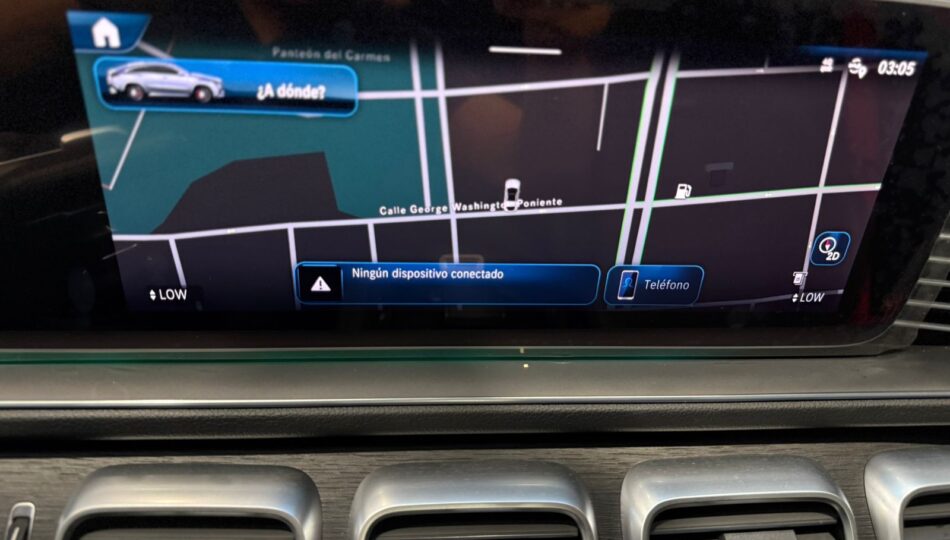 Panteón del Carmen
¿A dónde?
03:05
Calle George Washington Poniente
2D
Ningún dispositivo conectado
Teléfono
LOW
LOW